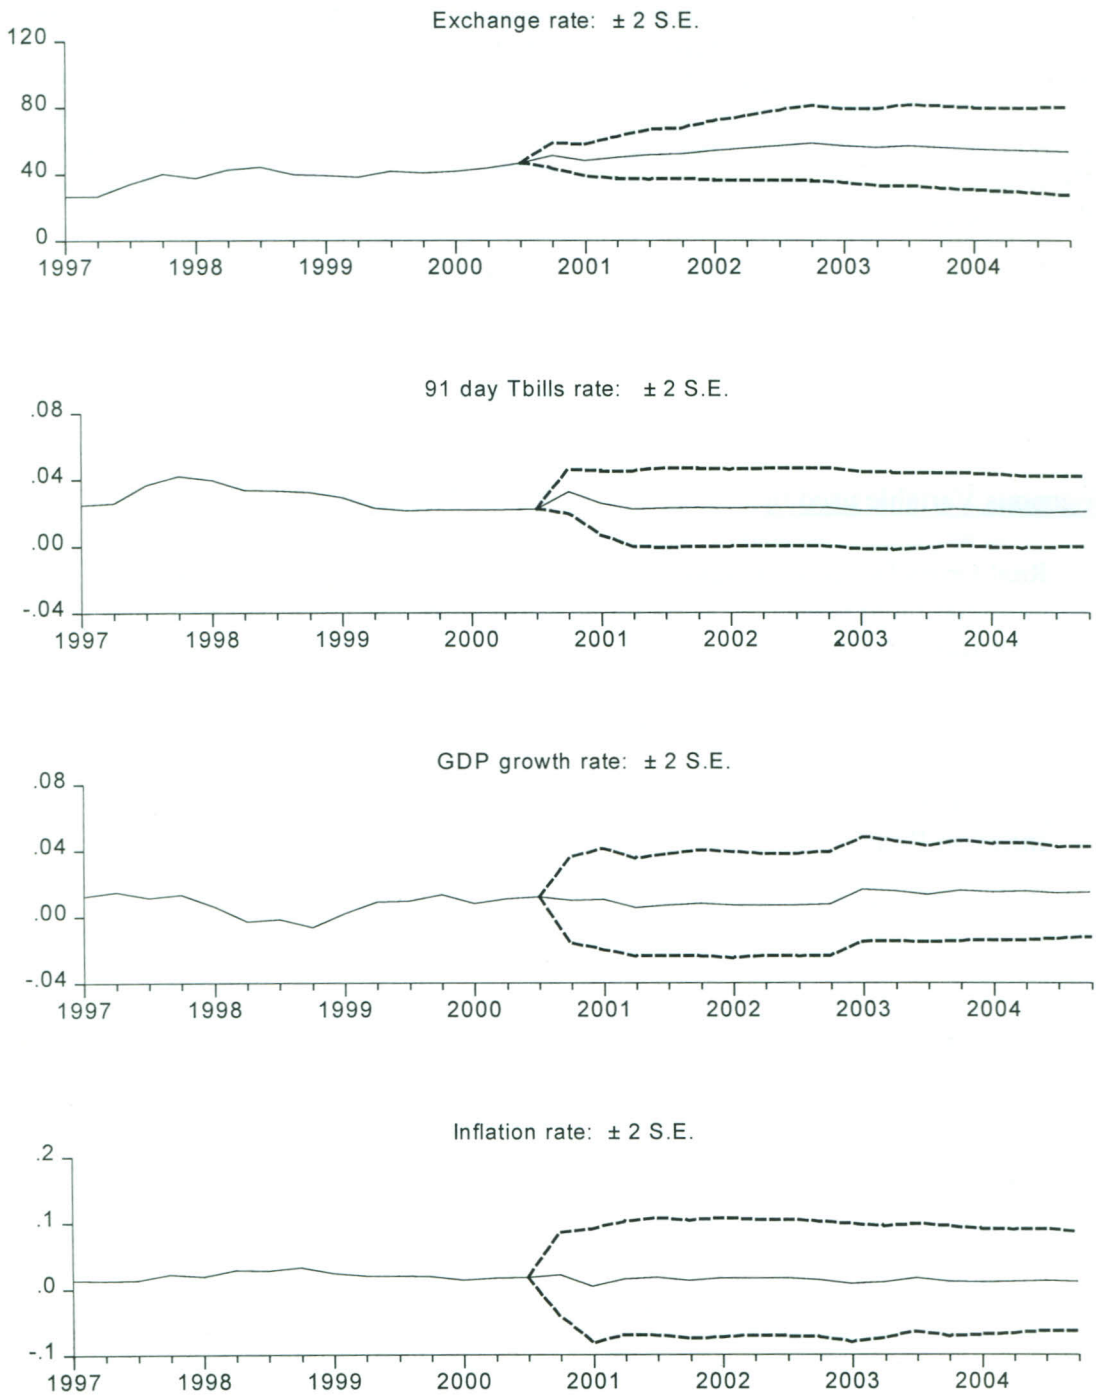 Exchange rate: ± 2 S.E.
120
80
40
0
1997 1998 1999 2000 2001 2002 2003 2004
91 day Tbills rate: ± 2 S.E.
.08
.04
.00
-.04
1997 1998 1999 2000 2001 2002 2003 2004
GDP growth rate: ± 2 S.E.
.08
.04
.00
-.04
1997 1998 1999 2000 2001 2002 2003 2004
Inflation rate: ± 2 S.E.
.2
.1
.0
-.1
1997 1998 1999 2000 2001 2002 2003 2004